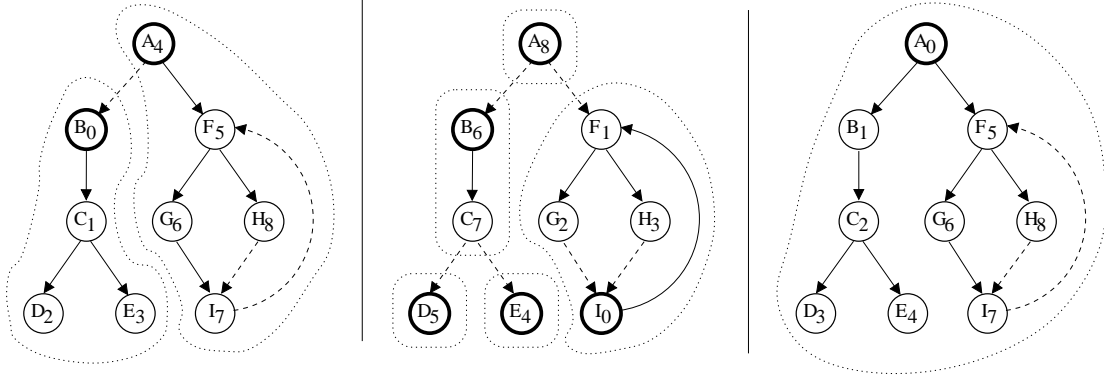 A4 A8 A0
B0 F5 B6 F1 B1 F5
C1 G6 H8 C7 G2 H3 C2 G6 H8
D2 E3 I7 D5 E4 I0 D3 E4 I7